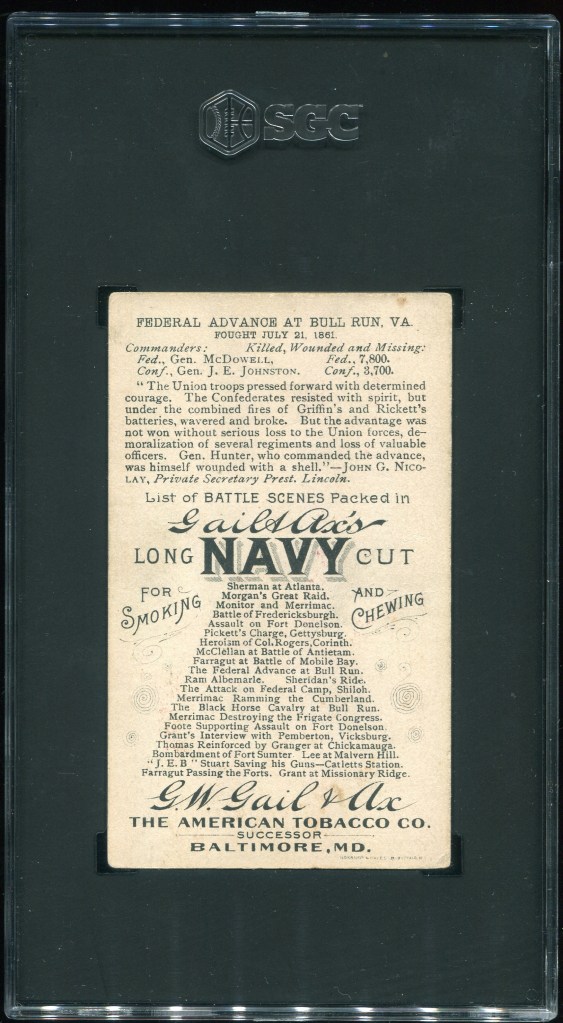 SGC
FEDERAL ADVANCE AT BULL RUN, VA.
FOUGHT JULY 21, 1861.
Commanders: Killed, Wounded and Missing:
Fed., Gen. McDOWELL, Fed., 7,800.
Conf., Gen. J. E. JOHNSTON. Conf., 3,700.
"The Union troops pressed forward with determined
courage. The Confederates resisted with spirit, but
under the combined fires of Griffin's and Rickett's
batteries, wavered and broke. But the advantage was
not won without serious loss to the Union forces, de-
moralization of several regiments and loss of valuable
officers. Gen. Hunter, who commanded the advance,
was himself wounded with a shell."—JOHN G. NICO-
LAY, Private Secretary Prest. Lincoln.
List of BATTLE SCENES Packed in
Gail & Ax's
LONG NAVY CUT
FOR SMOKING AND CHEWING
Sherman at Atlanta.
Morgan's Great Raid.
Monitor and Merrimac.
Battle of Fredericksburgh.
Assault on Fort Donelson.
Pickett's Charge, Gettysburg.
Heroism of Col. Rogers, Corinth.
McClellan at Battle of Antietam.
Farragut at Battle of Mobile Bay.
The Federal Advance at Bull Run.
Ram Albemarle. Sheridan's Ride.
The Attack on Federal Camp, Shiloh.
Merrimac Ramming the Cumberland.
The Black Horse Cavalry at Bull Run.
Merrimac Destroying the Frigate Congress.
Foote Supporting Assault on Fort Donelson
Grant's Interview with Pemberton, Vicksburg.
Thomas Reinforced by Granger at Chickamauga.
Bombardment of Fort Sumter Lee at Malvern Hill.
"J. E. B" Stuart Saving his Guns—Catletts Station.
Farragut Passing the Forts. Grant at Missionary Ridge.
G. W. Gail & Ax
THE AMERICAN TOBACCO CO.
SUCCESSOR
BALTIMORE, MD.